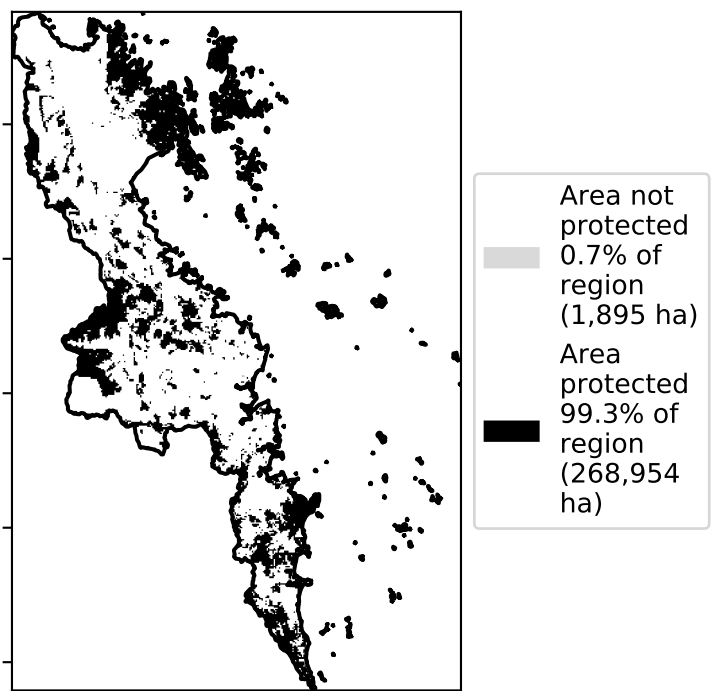 Area not
protected
0.7% of
region
(1,895 ha)
Area
protected
99.3% of
region
(268,954
ha)